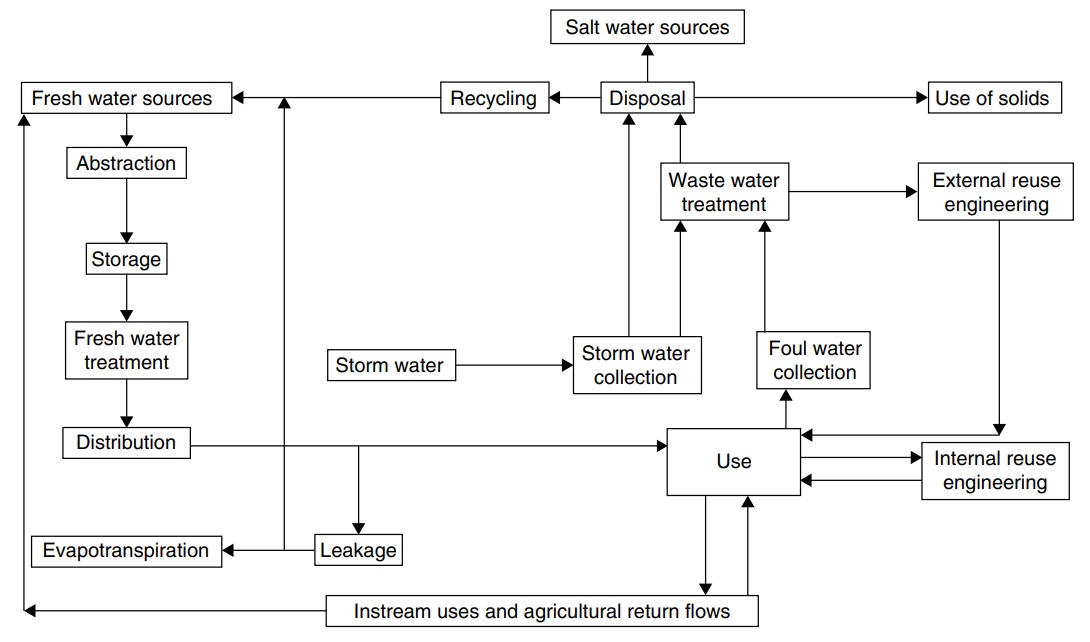 Salt water sources
Fresh water sources
Recycling
Disposal
Use of solids
Abstraction
Waste water
treatment
External reuse
engineering
Storage
Fresh water
treatment
Storm water
Storm water
collection
Foul water
collection
Distribution
Use
Internal reuse
engineering
Evapotranspiration
Leakage
Instream uses and agricultural return flows